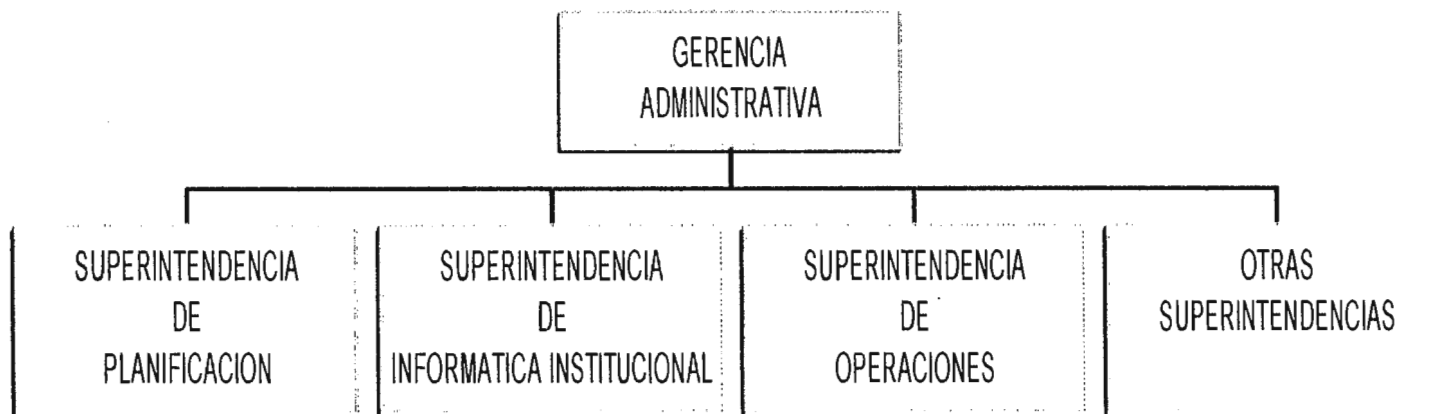 GERENCIA
ADMINISTRATIVA
SUPERINTENDENCIA
DE
PLANIFICACION
SUPERINTENDENCIA
DE
INFORMATICA INSTITUCIONAL
SUPERINTENDENCIA
DE
OPERACIONES
OTRAS
SUPERINTENDENCIAS